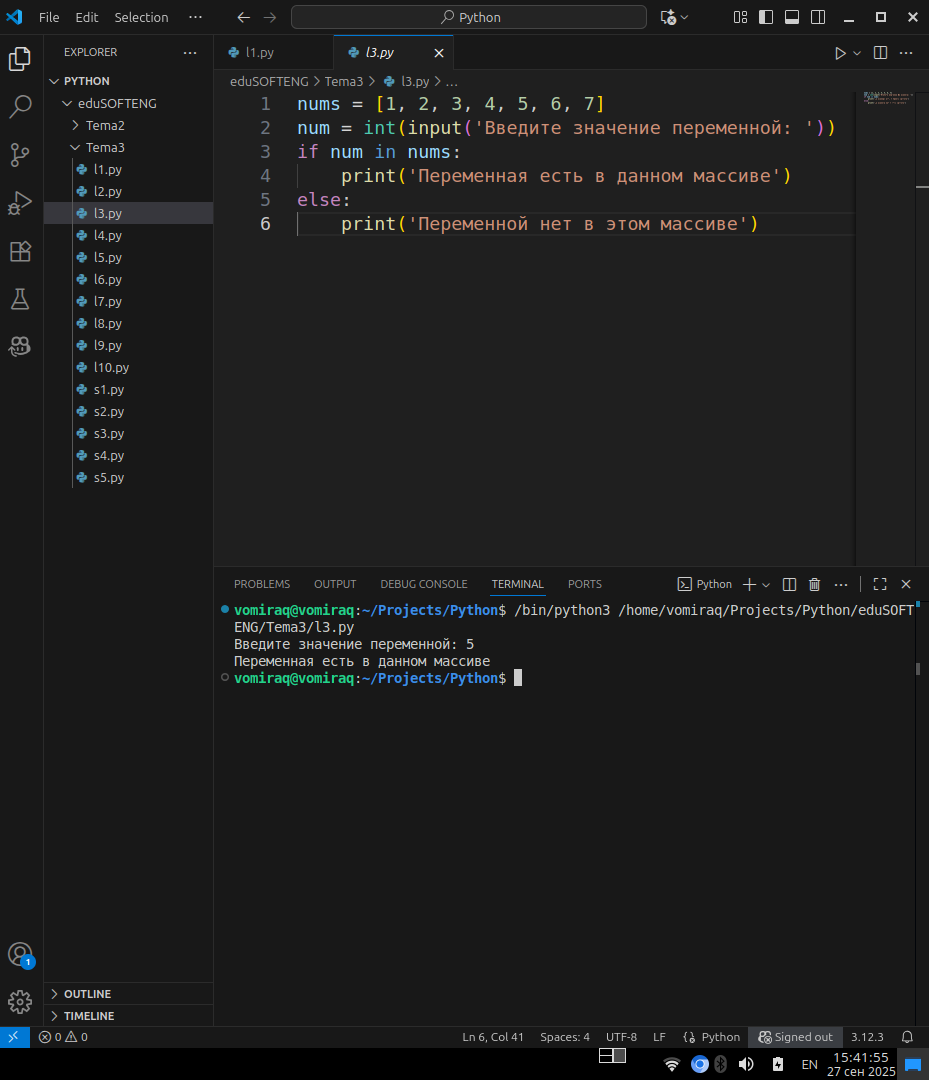 File Edit Selection ··· Python
EXPLORER ···
PYTHON
eduSOFTENG
Tema2
Tema3
l1.py
l2.py
l3.py
l4.py
l5.py
l6.py
l7.py
l8.py
l9.py
l10.py
s1.py
s2.py
s3.py
s4.py
s5.py
OUTLINE
TIMELINE
l1.py l3.py
eduSOFTENG > Tema3 > l3.py > ...
1 nums = [1, 2, 3, 4, 5, 6, 7]
2 num = int(input('Введите значение переменной: '))
3 if num in nums:
4 print('Переменная есть в данном массиве')
5 else:
6 print('Переменной нет в этом массиве')
PROBLEMS OUTPUT DEBUG CONSOLE TERMINAL PORTS Python
vomiraq@vomiraq:~/Projects/Python$ /bin/python3 /home/vomiraq/Projects/Python/eduSOFT
ENG/Tema3/l3.py
Введите значение переменной: 5
Переменная есть в данном массиве
vomiraq@vomiraq:~/Projects/Python$
1
0 0 Ln 6, Col 41 Spaces: 4 UTF-8 LF Python Signed out 3.12.3
EN 15:41:55
27 сен 2025